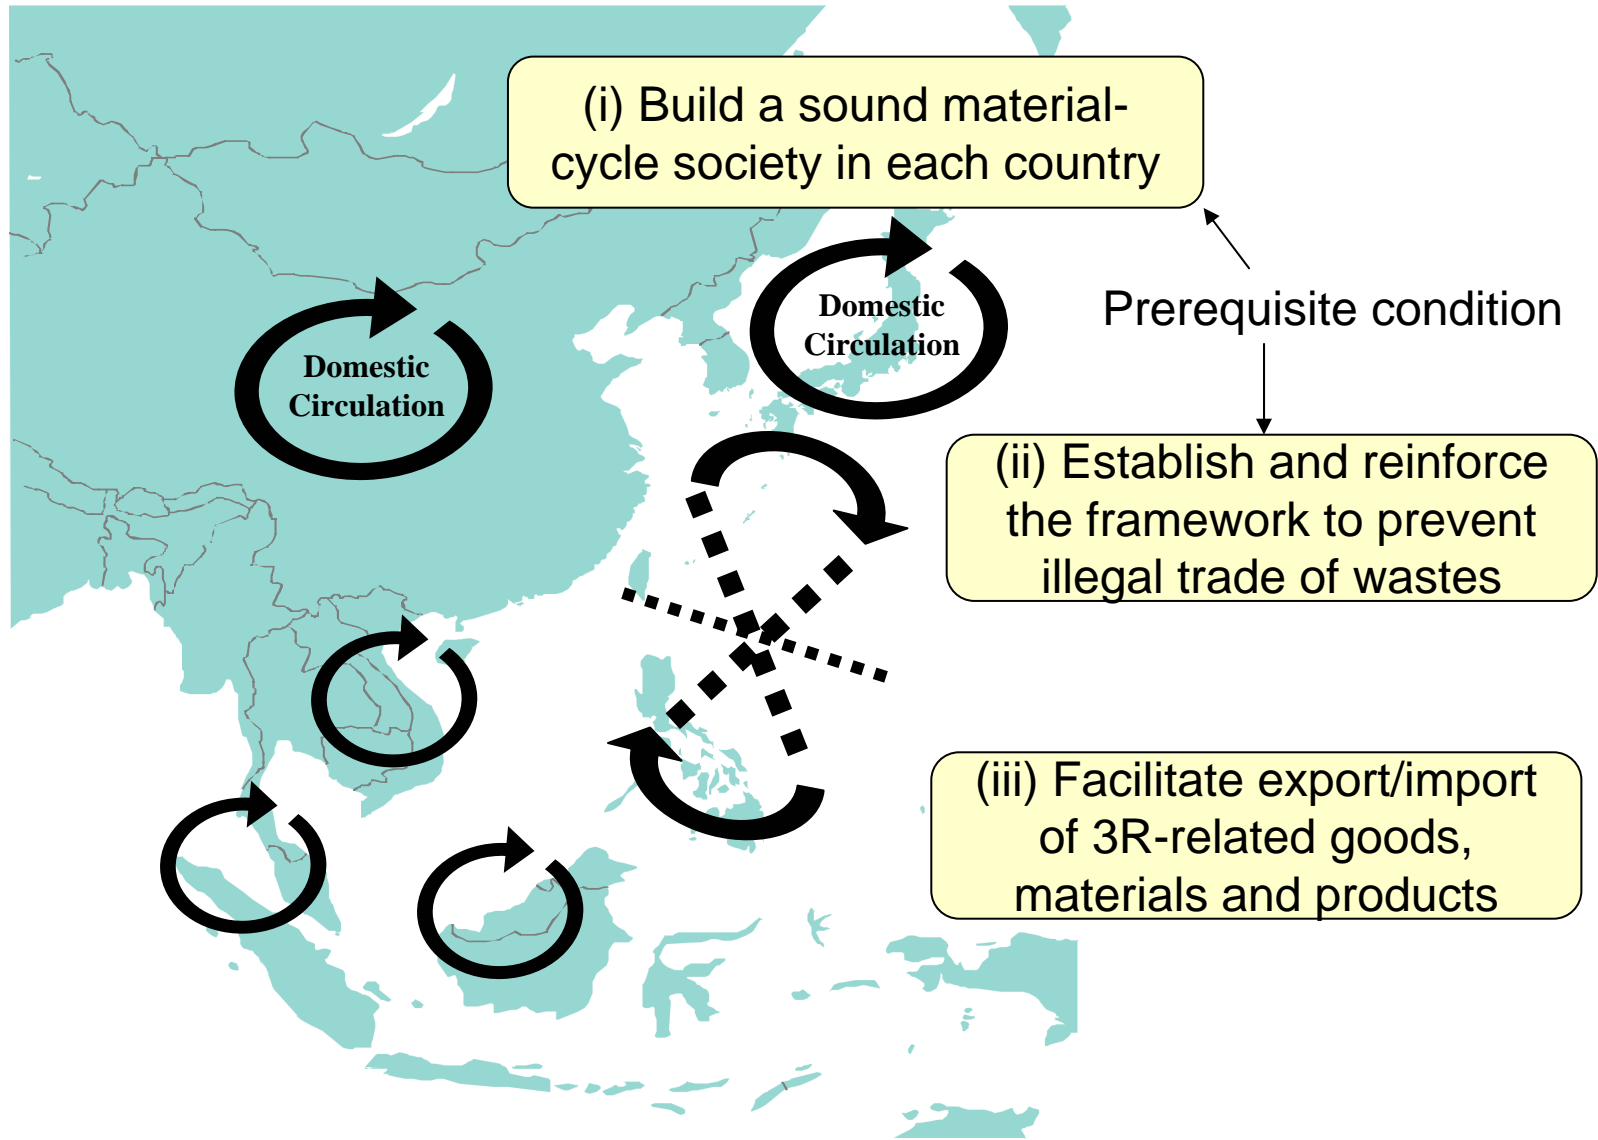 (i) Build a sound material-
cycle society in each country
Domestic
Circulation
Domestic
Circulation
Prerequisite condition
(ii) Establish and reinforce
the framework to prevent
illegal trade of wastes
(iii) Facilitate export/import
of 3R-related goods,
materials and products